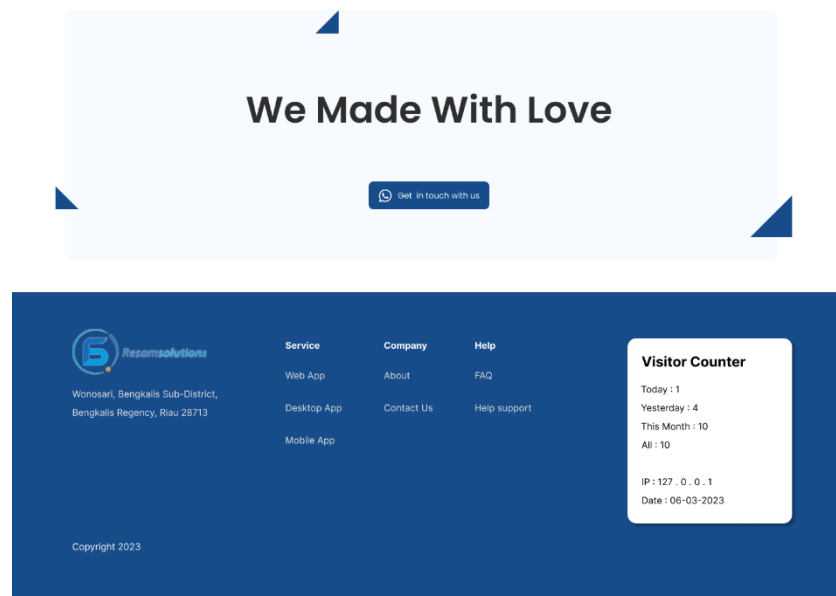 We Made With Love
Get in touch with us
Resamsolutions
Wonosari, Bengkalis Sub-District,
Bengkalis Regency, Riau 28713
Service
Web App
Desktop App
Mobile App
Company
About
Contact Us
Help
FAQ
Help support
Visitor Counter
Today : 1
Yesterday : 4
This Month : 10
All : 10
IP : 127 . 0 . 0 . 1
Date : 06-03-2023
Copyright 2023